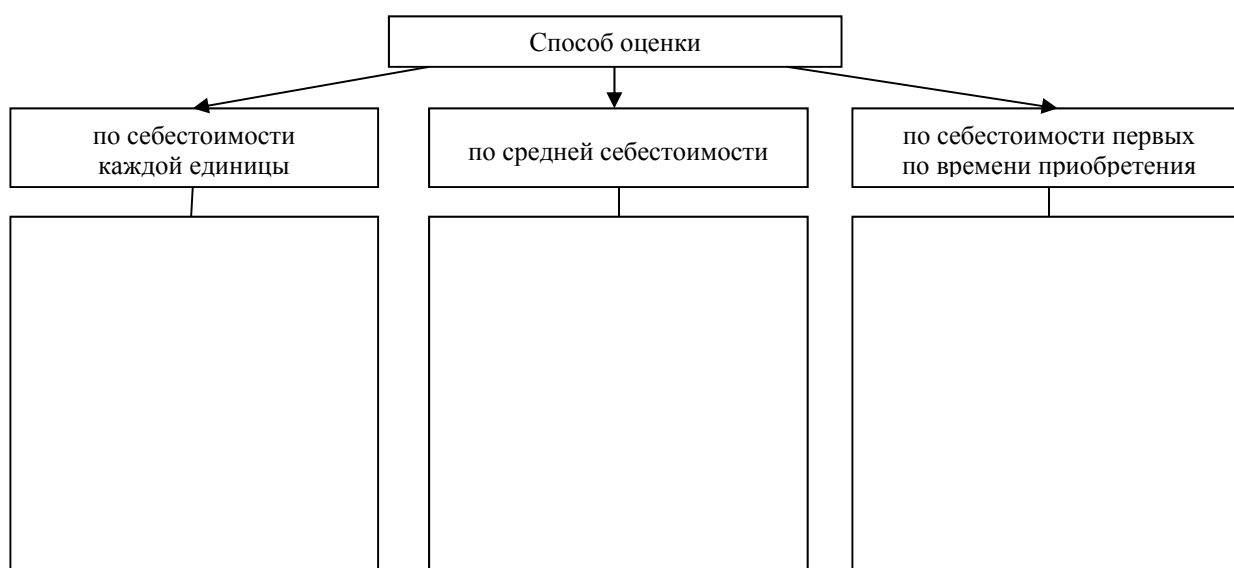 Способ оценки
по себестоимости
каждой единицы
по средней себестоимости
по себестоимости первых
по времени приобретения